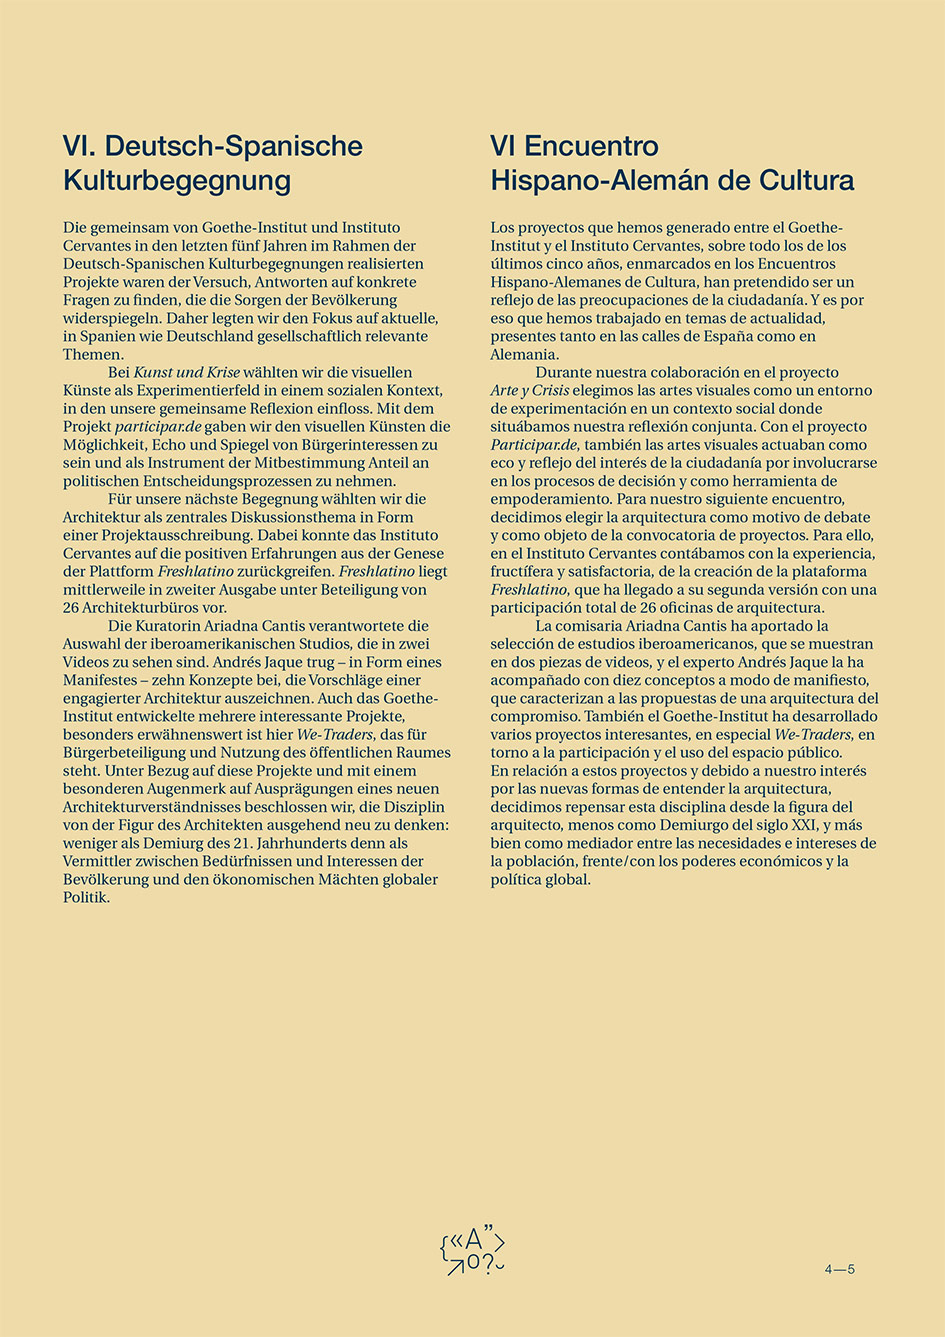 VI. Deutsch-Spanische
Kulturbegegnung
Die gemeinsam von Goethe-Institut und Instituto
Cervantes in den letzten fünf Jahren im Rahmen der
Deutsch-Spanischen Kulturbegegnungen realisierten
Projekte waren der Versuch, Antworten auf konkrete
Fragen zu finden, die die Sorgen der Bevölkerung
widerspiegeln. Daher legten wir den Fokus auf aktuelle,
in Spanien wie Deutschland gesellschaftlich relevante
Themen.
Bei Kunst und Krise wählten wir die visuellen
Künste als Experimentierfeld in einem sozialen Kontext,
in den unsere gemeinsame Reflexion einfloss. Mit dem
Projekt participar.de gaben wir den visuellen Künsten die
Möglichkeit, Echo und Spiegel von Bürgerinteressen zu
sein und als Instrument der Mitbestimmung Anteil an
politischen Entscheidungsprozessen zu nehmen.
Für unsere nächste Begegnung wählten wir die
Architektur als zentrales Diskussionsthema in Form
einer Projektausschreibung. Dabei konnte das Instituto
Cervantes auf die positiven Erfahrungen aus der Genese
der Plattform Freshlatino zurückgreifen. Freshlatino liegt
mittlerweile in zweiter Ausgabe unter Beteiligung von
26 Architekturbüros vor.
Die Kuratorin Ariadna Cantis verantwortete die
Auswahl der iberoamerikanischen Studios, die in zwei
Videos zu sehen sind. Andrés Jaque trug – in Form eines
Manifestes – zehn Konzepte bei, die Vorschläge einer
engagierter Architektur auszeichnen. Auch das Goethe-
Institut entwickelte mehrere interessante Projekte,
besonders erwähnenswert ist hier We-Traders, das für
Bürgerbeteiligung und Nutzung des öffentlichen Raumes
steht. Unter Bezug auf diese Projekte und mit einem
besonderen Augenmerk auf Ausprägungen eines neuen
Architekturverständnisses beschlossen wir, die Disziplin
von der Figur des Architekten ausgehend neu zu denken:
weniger als Demiurg des 21. Jahrhunderts denn als
Vermittler zwischen Bedürfnissen und Interessen der
Bevölkerung und den ökonomischen Mächten globaler
Politik.
VI Encuentro
Hispano-Alemán de Cultura
Los proyectos que hemos generado entre el Goethe-
Institut y el Instituto Cervantes, sobre todo los de los
últimos cinco años, enmarcados en los Encuentros
Hispano-Alemanes de Cultura, han pretendido ser un
reflejo de las preocupaciones de la ciudadanía. Y es por
eso que hemos trabajado en temas de actualidad,
presentes tanto en las calles de España como en
Alemania.
Durante nuestra colaboración en el proyecto
Arte y Crisis elegimos las artes visuales como un entorno
de experimentación en un contexto social donde
situábamos nuestra reflexión conjunta. Con el proyecto
Participar.de, también las artes visuales actuaban como
eco y reflejo del interés de la ciudadanía por involucrarse
en los procesos de decisión y como herramienta de
empoderamiento. Para nuestro siguiente encuentro,
decidimos elegir la arquitectura como motivo de debate
y como objeto de la convocatoria de proyectos. Para ello,
en el Instituto Cervantes contábamos con la experiencia,
fructífera y satisfactoria, de la creación de la plataforma
Freshlatino, que ha llegado a su segunda versión con una
participación total de 26 oficinas de arquitectura.
La comisaria Ariadna Cantis ha aportado la
selección de estudios iberoamericanos, que se muestran
en dos piezas de videos, y el experto Andrés Jaque la ha
acompañado con diez conceptos a modo de manifiesto,
que caracterizan a las propuestas de una arquitectura del
compromiso. También el Goethe-Institut ha desarrollado
varios proyectos interesantes, en especial We-Traders, en
torno a la participación y el uso del espacio público.
En relación a estos proyectos y debido a nuestro interés
por las nuevas formas de entender la arquitectura,
decidimos repensar esta disciplina desde la figura del
arquitecto, menos como Demiurgo del siglo XXI, y más
bien como mediador entre las necesidades e intereses de
la población, frente/con los poderes económicos y la
política global.
{«A”>
↗o?
4—5